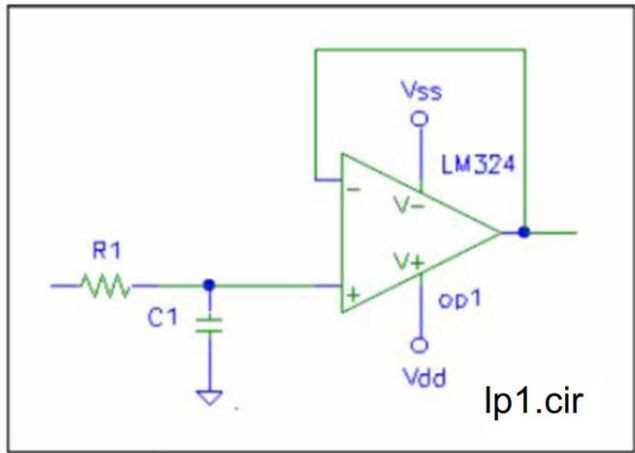 Vss
LM324
-
V-
R1
V+
+
op1
C1
Vdd
lp1.cir